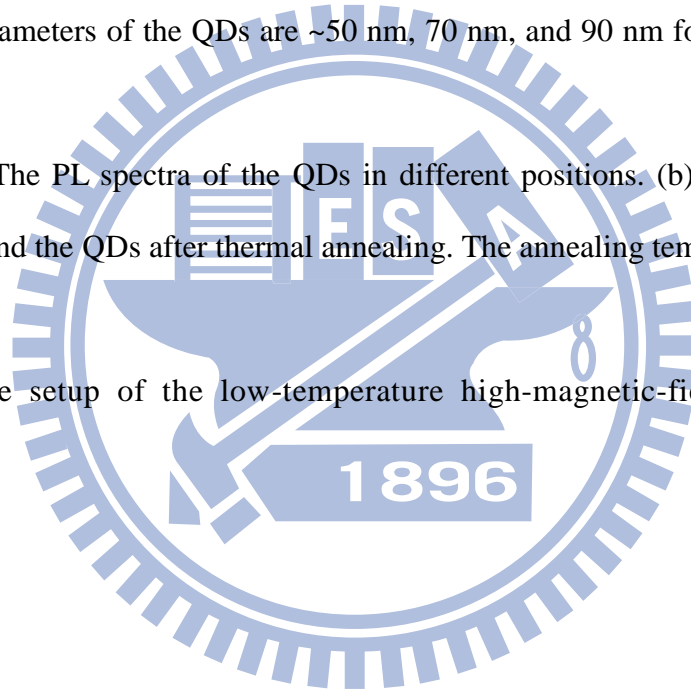 ameters of the QDs are ~50 nm, 70 nm, and 90 nm fo
The PL spectra of the QDs in different positions. (b)
nd the QDs after thermal annealing. The annealing tem
e setup of the low-temperature high-magnetic-fie
E S A
8
1896